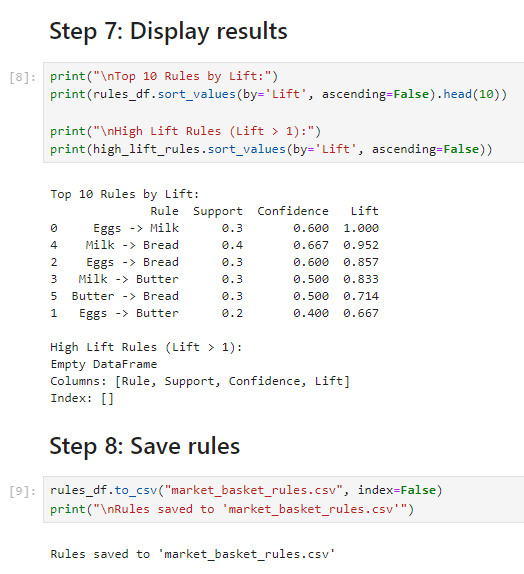 Step 7: Display results
[8]: print("\nTop 10 Rules by Lift:")
print(rules_df.sort_values(by='Lift', ascending=False).head(10))
print("\nHigh Lift Rules (Lift > 1):")
print(high_lift_rules.sort_values(by='Lift', ascending=False))
Top 10 Rules by Lift:
Rule Support Confidence Lift
0 Eggs -> Milk 0.3 0.600 1.000
4 Milk -> Bread 0.4 0.667 0.952
2 Eggs -> Bread 0.3 0.600 0.857
3 Milk -> Butter 0.3 0.500 0.833
5 Butter -> Bread 0.3 0.500 0.714
1 Eggs -> Butter 0.2 0.400 0.667
High Lift Rules (Lift > 1):
Empty DataFrame
Columns: [Rule, Support, Confidence, Lift]
Index: []
Step 8: Save rules
[9]: rules_df.to_csv("market_basket_rules.csv", index=False)
print("\nRules saved to 'market_basket_rules.csv'")
Rules saved to 'market_basket_rules.csv'